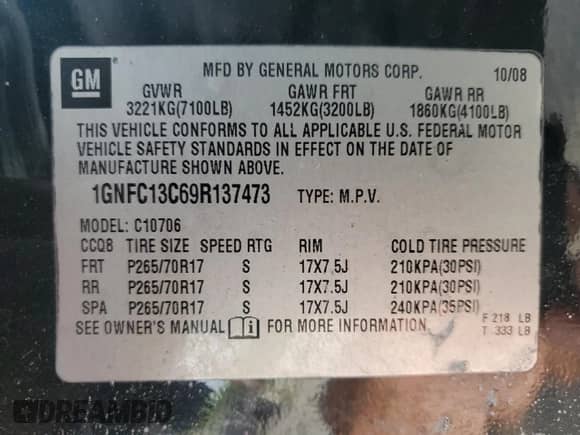 GM
MFD BY GENERAL MOTORS CORP. 10/08
GVWR GAWR FRT GAWR RR
3221KG(7100LB) 1452KG(3200LB) 1860KG(4100LB)
THIS VEHICLE CONFORMS TO ALL APPLICABLE U.S. FEDERAL MOTOR
VEHICLE SAFETY STANDARDS IN EFFECT ON THE DATE OF
MANUFACTURE SHOWN ABOVE.
1GNFC13C69R137473 TYPE: M.P.V.
MODEL: C10706
CCQB TIRE SIZE SPEED RTG RIM COLD TIRE PRESSURE
FRT P265/70R17 S 17X7.5J 210KPA(30PSI)
RR P265/70R17 S 17X7.5J 210KPA(30PSI)
SPA P265/70R17 S 17X7.5J 240KPA(35PSI)
SEE OWNER'S MANUAL i FOR MORE INFORMATION.
F 218 LB
T 333 LB
DREAMBID